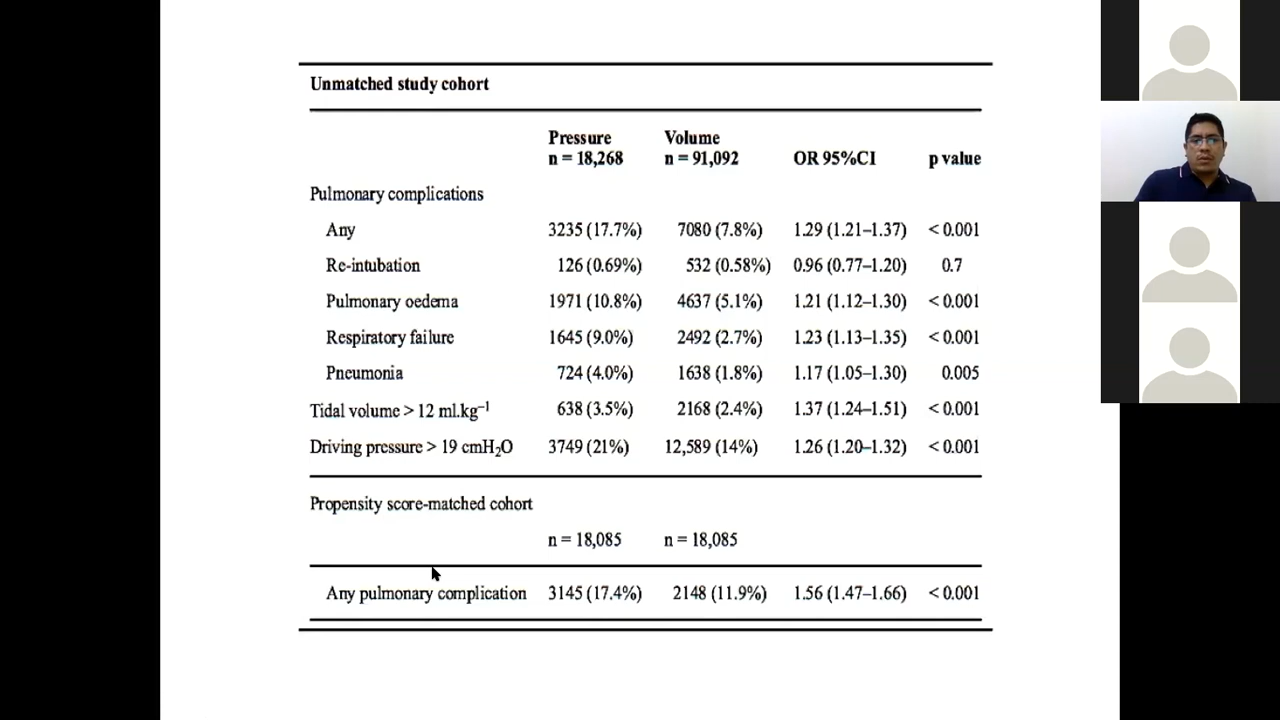 Unmatched study cohort
Pressure Volume
n = 18,268 n = 91,092 OR 95%CI p value
Pulmonary complications
Any 3235 (17.7%) 7080 (7.8%) 1.29 (1.21–1.37) < 0.001
Re-intubation 126 (0.69%) 532 (0.58%) 0.96 (0.77–1.20) 0.7
Pulmonary oedema 1971 (10.8%) 4637 (5.1%) 1.21 (1.12–1.30) < 0.001
Respiratory failure 1645 (9.0%) 2492 (2.7%) 1.23 (1.13–1.35) < 0.001
Pneumonia 724 (4.0%) 1638 (1.8%) 1.17 (1.05–1.30) 0.005
Tidal volume > 12 ml.kg⁻¹ 638 (3.5%) 2168 (2.4%) 1.37 (1.24–1.51) < 0.001
Driving pressure > 19 cmH₂O 3749 (21%) 12,589 (14%) 1.26 (1.20–1.32) < 0.001
Propensity score-matched cohort
n = 18,085 n = 18,085
Any pulmonary complication 3145 (17.4%) 2148 (11.9%) 1.56 (1.47–1.66) < 0.001